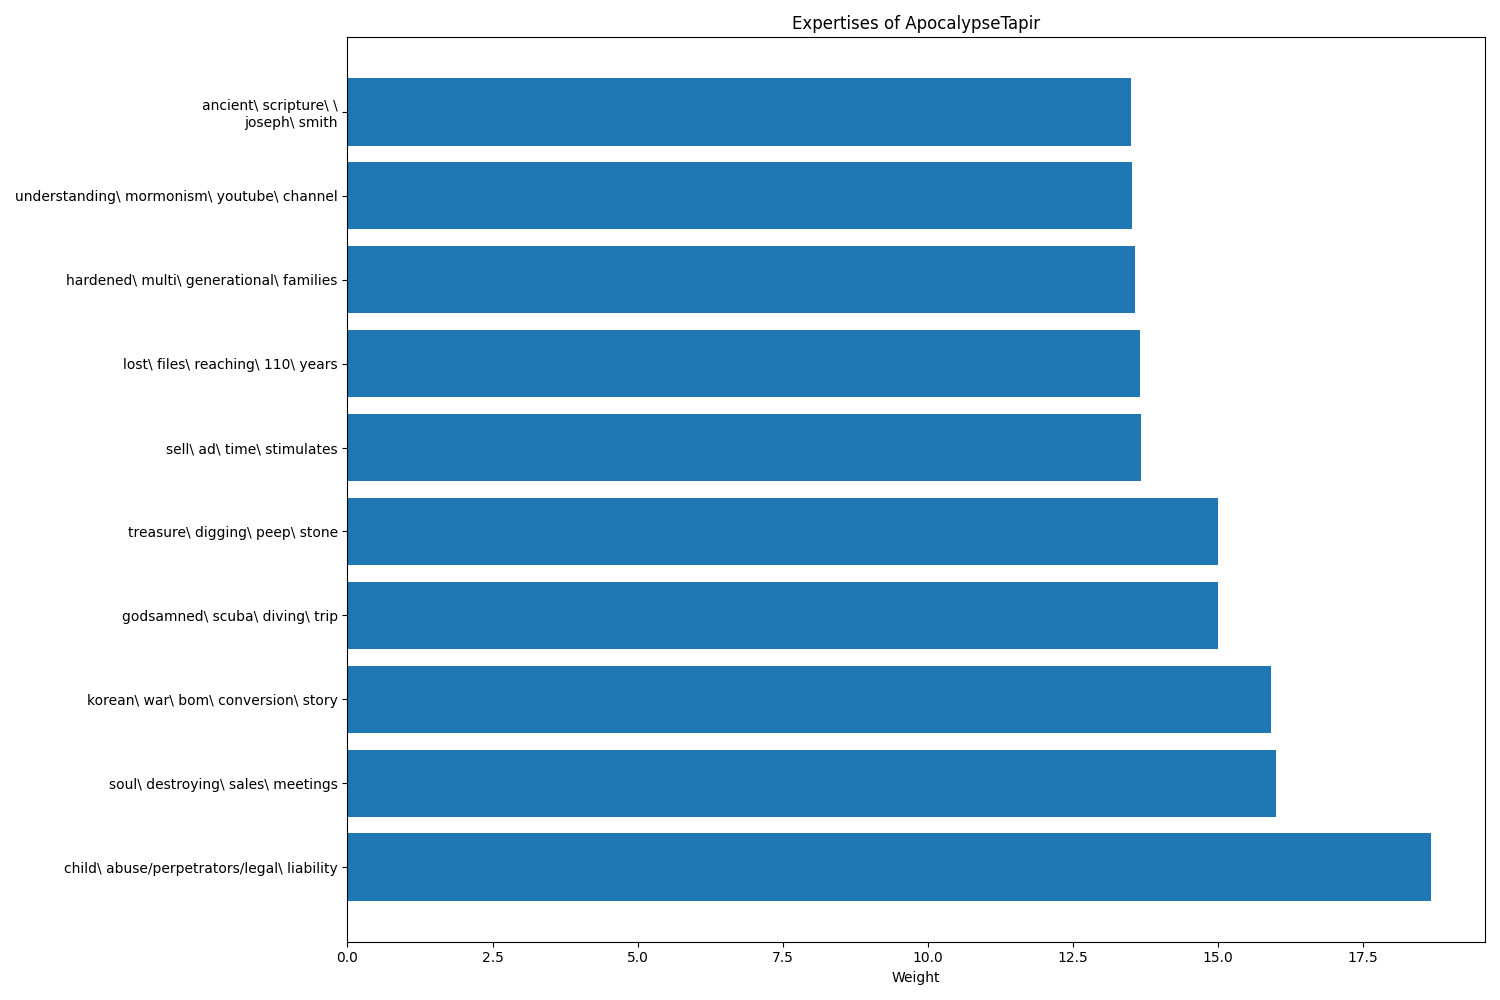 Expertises of ApocalypseTapir
ancient\ scripture\ \
joseph\ smith
understanding\ mormonism\ youtube\ channel
hardened\ multi\ generational\ families
lost\ files\ reaching\ 110\ years
sell\ ad\ time\ stimulates
treasure\ digging\ peep\ stone
godsamned\ scuba\ diving\ trip
korean\ war\ bom\ conversion\ story
soul\ destroying\ sales\ meetings
child\ abuse/perpetrators/legal\ liability
0.0 2.5 5.0 7.5 10.0 12.5 15.0 17.5
Weight